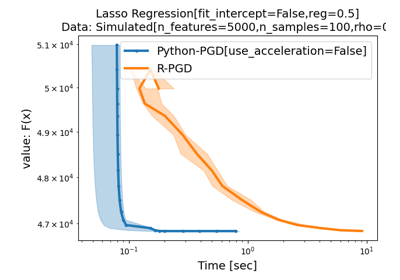 Lasso Regression[fit_intercept=False,reg=0.5]
Data: Simulated[n_features=5000,n_samples=100,rho=0
5.1 × 10⁴
5 × 10⁴
4.9 × 10⁴
4.8 × 10⁴
4.7 × 10⁴
value: F(x)
Python-PGD[use_acceleration=False]
R-PGD
10⁻¹
10⁰
10¹
Time [sec]